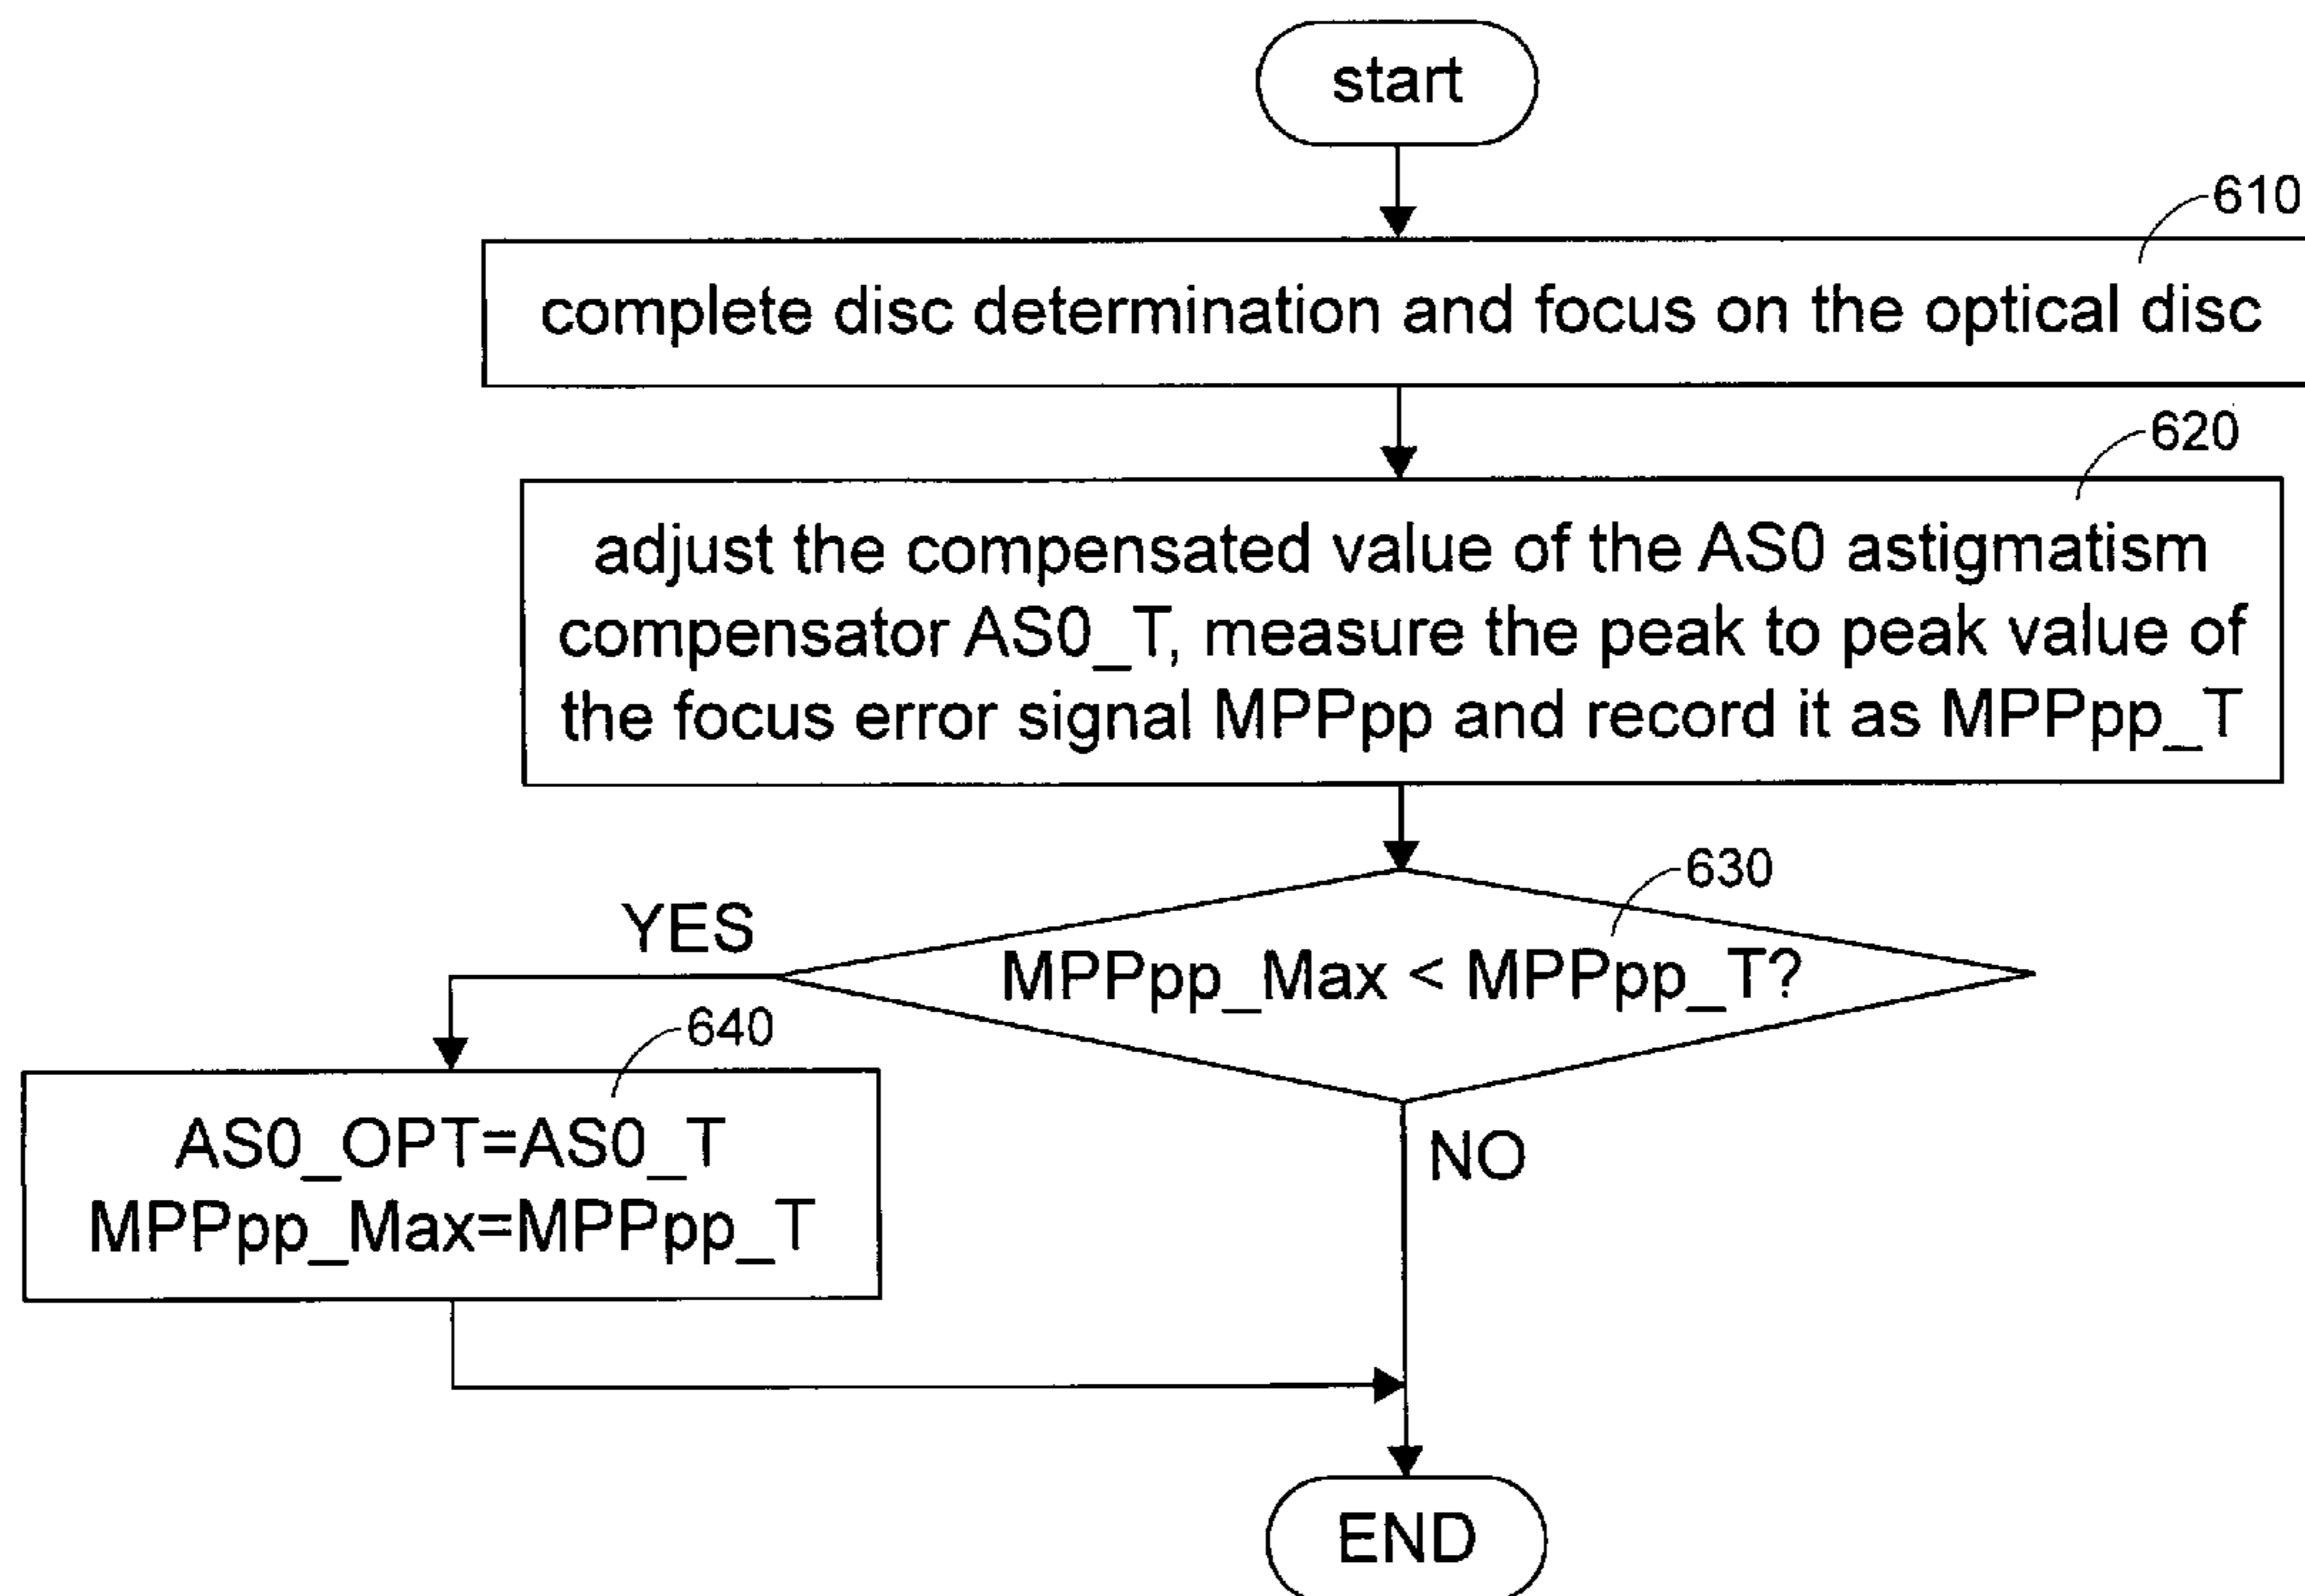 start
610
complete disc determination and focus on the optical disc
620
adjust the compensated value of the AS0 astigmatism
compensator AS0_T, measure the peak to peak value of
the focus error signal MPPpp and record it as MPPpp_T
630
YES
MPPpp_Max < MPPpp_T?
640
AS0_OPT=AS0_T
MPPpp_Max=MPPpp_T
NO
END